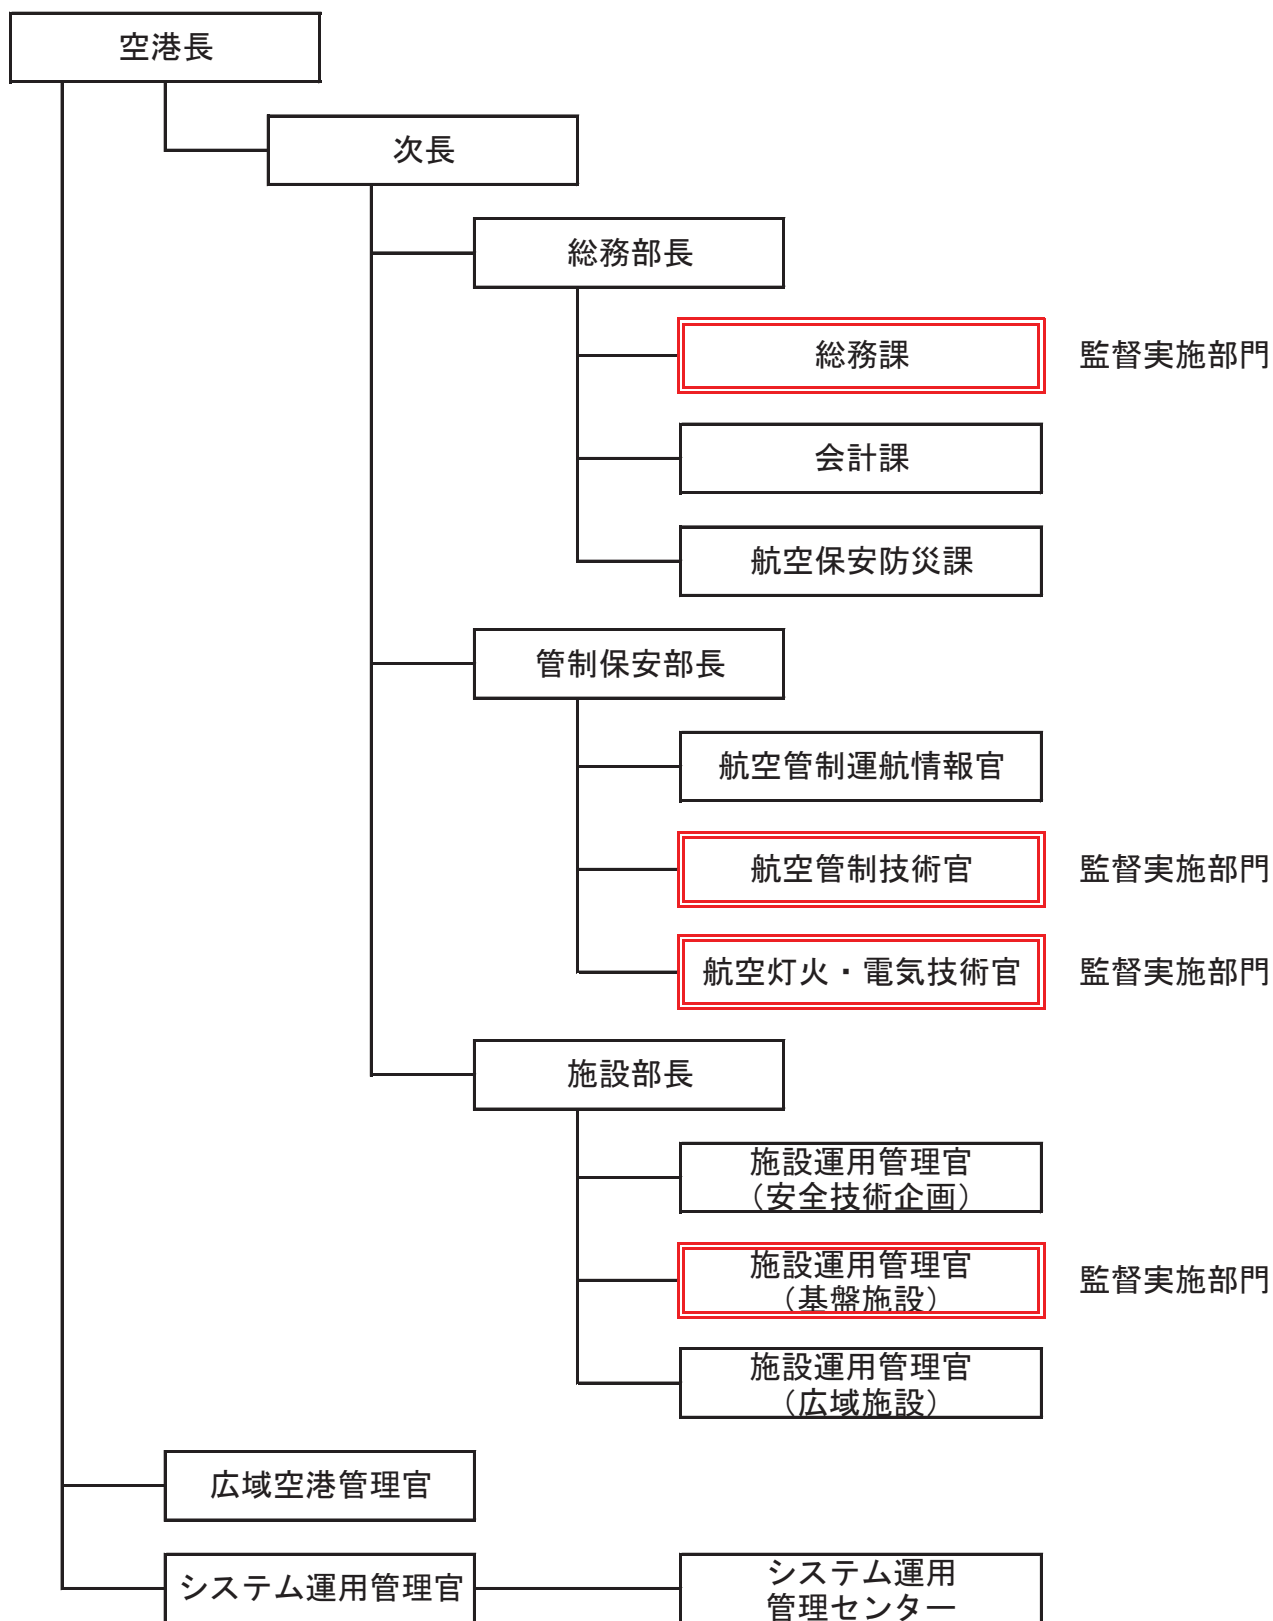 空港長
次長
総務部長
総務課
監督実施部門
会計課
航空保安防災課
管制保安部長
航空管制運航情報官
航空管制技術官
監督実施部門
航空灯火・電気技術官
監督実施部門
施設部長
施設運用管理官
（安全技術企画）
施設運用管理官
（基盤施設）
監督実施部門
施設運用管理官
（広域施設）
広域空港管理官
システム運用管理官
システム運用
管理センター